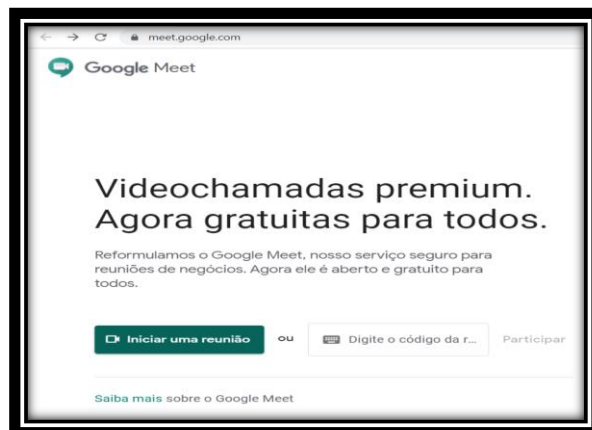 meet.google.com
Google Meet
Videochamadas premium.
Agora gratuitas para todos.
Reformulamos o Google Meet, nosso serviço seguro para
reuniões de negócios. Agora ele é aberto e gratuito para
todos.
Iniciar uma reunião ou Digite o código da r... Participar
Saiba mais sobre o Google Meet